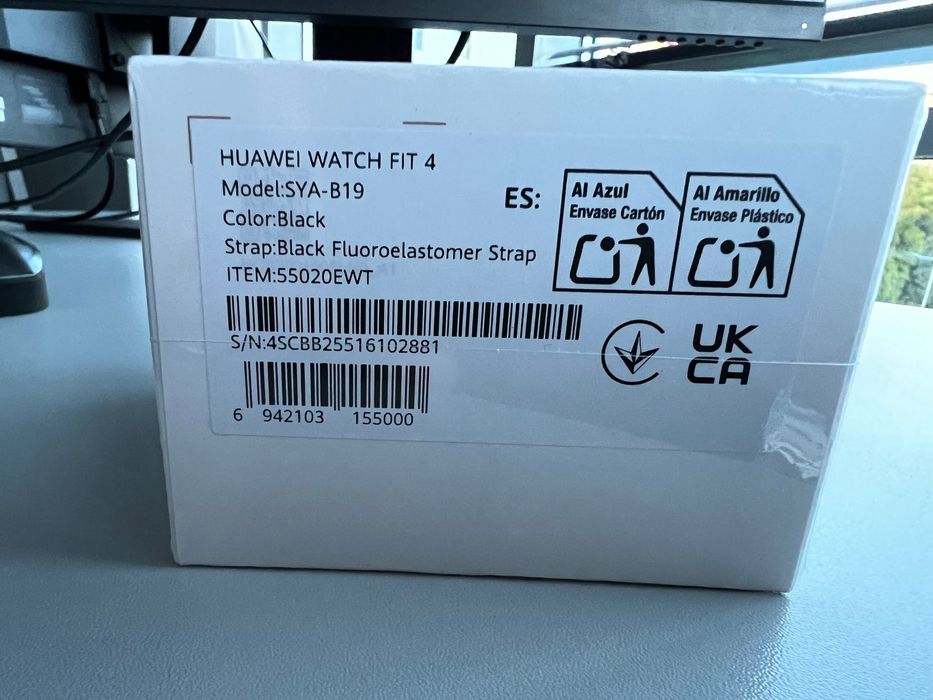 HUAWEI WATCH FIT 4
Model:SYA-B19
Color:Black
Strap:Black Fluoroelastomer Strap
ITEM:55020EWT
S/N:4SCBB25516102881
6 942103 155000
ES:
Al Azul
Envase Cartón
Al Amarillo
Envase Plástico
UK
CA